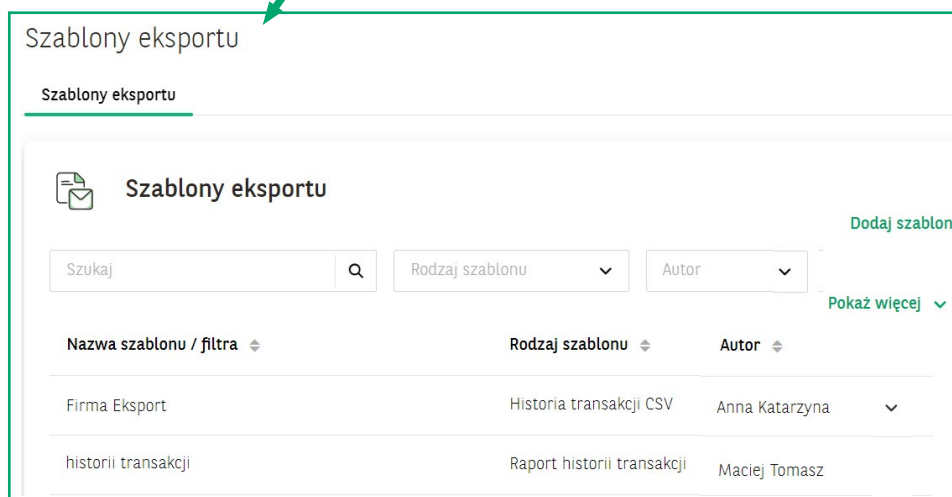 Szablony eksportu
Szablony eksportu
Szablony eksportu
Dodaj szablon
Szukaj Rodzaj szablonu Autor
Pokaż więcej
Nazwa szablonu / filtra Rodzaj szablonu Autor
Firma Eksport Historia transakcji CSV Anna Katarzyna
historii transakcji Raport historii transakcji Maciej Tomasz